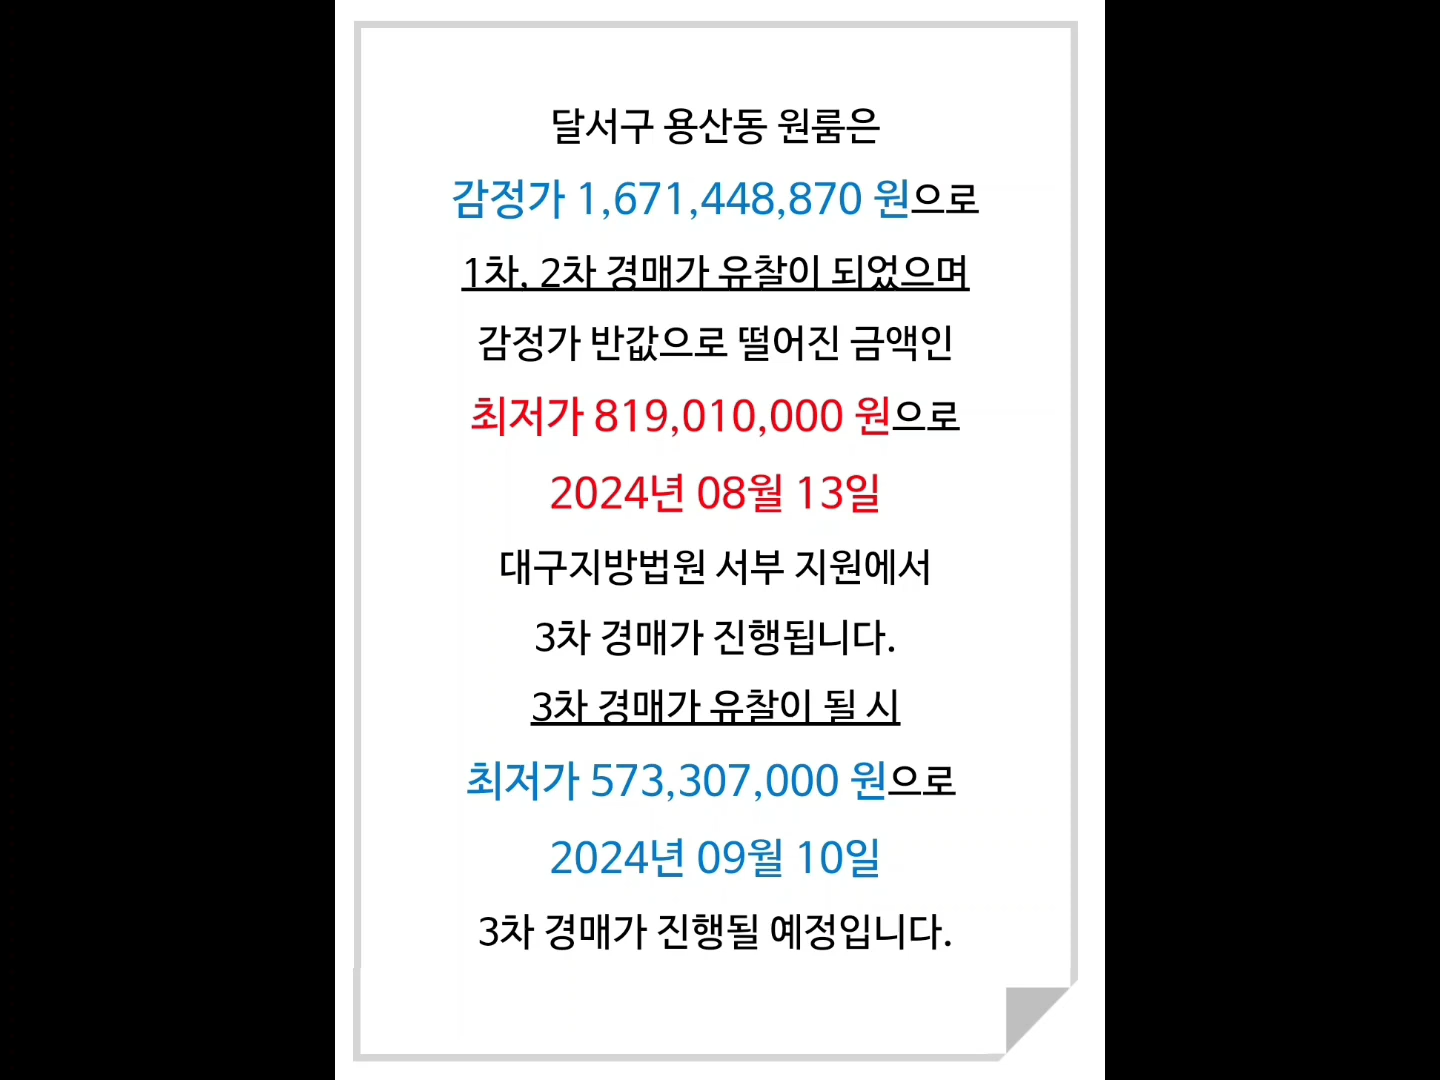 달서구 용산동 원룸은
감정가 1,671,448,870 원으로
1차, 2차 경매가 유찰이 되었으며
감정가 반값으로 떨어진 금액인
최저가 819,010,000 원으로
2024년 08월 13일
대구지방법원 서부 지원에서
3차 경매가 진행됩니다.
3차 경매가 유찰이 될 시
최저가 573,307,000 원으로
2024년 09월 10일
3차 경매가 진행될 예정입니다.